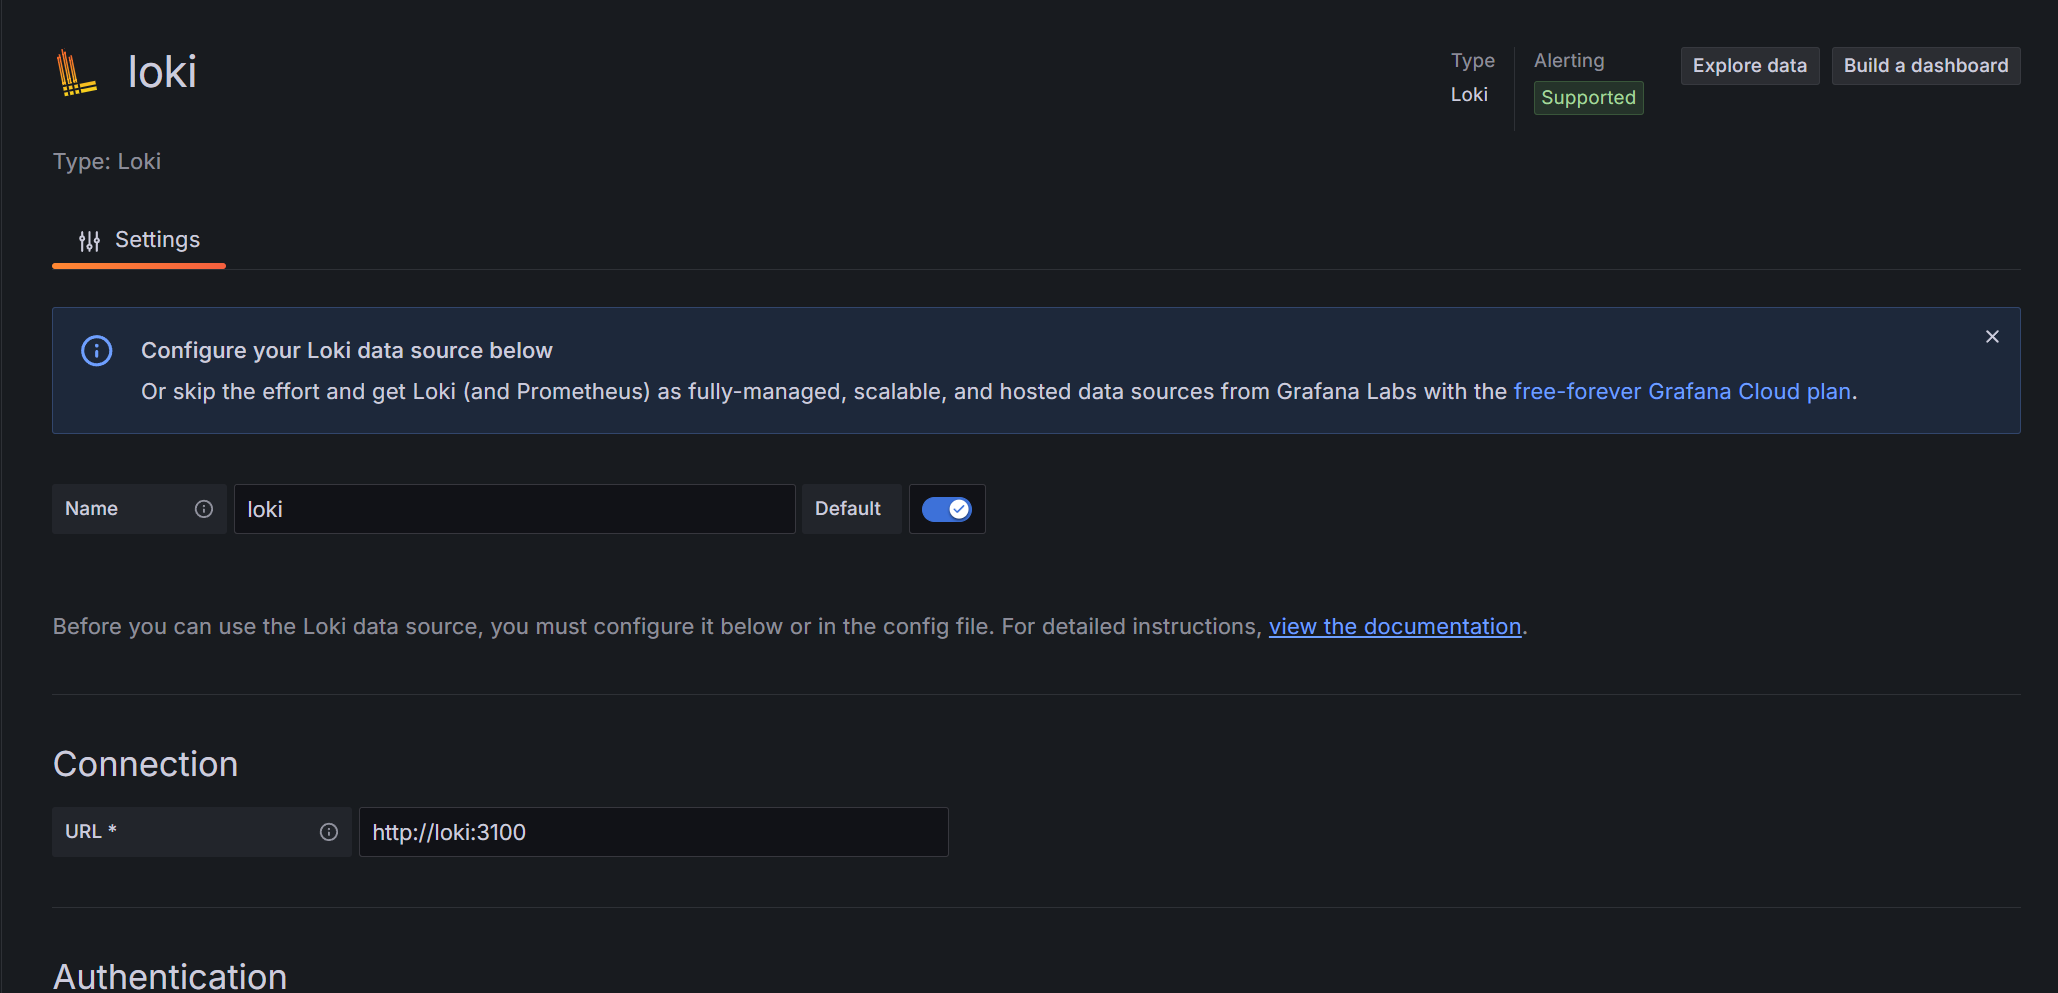 loki
Type
Loki
Alerting
Supported
Explore data
Build a dashboard
Type: Loki
Settings
Configure your Loki data source below
Or skip the effort and get Loki (and Prometheus) as fully-managed, scalable, and hosted data sources from Grafana Labs with the free-forever Grafana Cloud plan.
Name
loki
Default
Before you can use the Loki data source, you must configure it below or in the config file. For detailed instructions, view the documentation.
Connection
URL *
http://loki:3100
Authentication